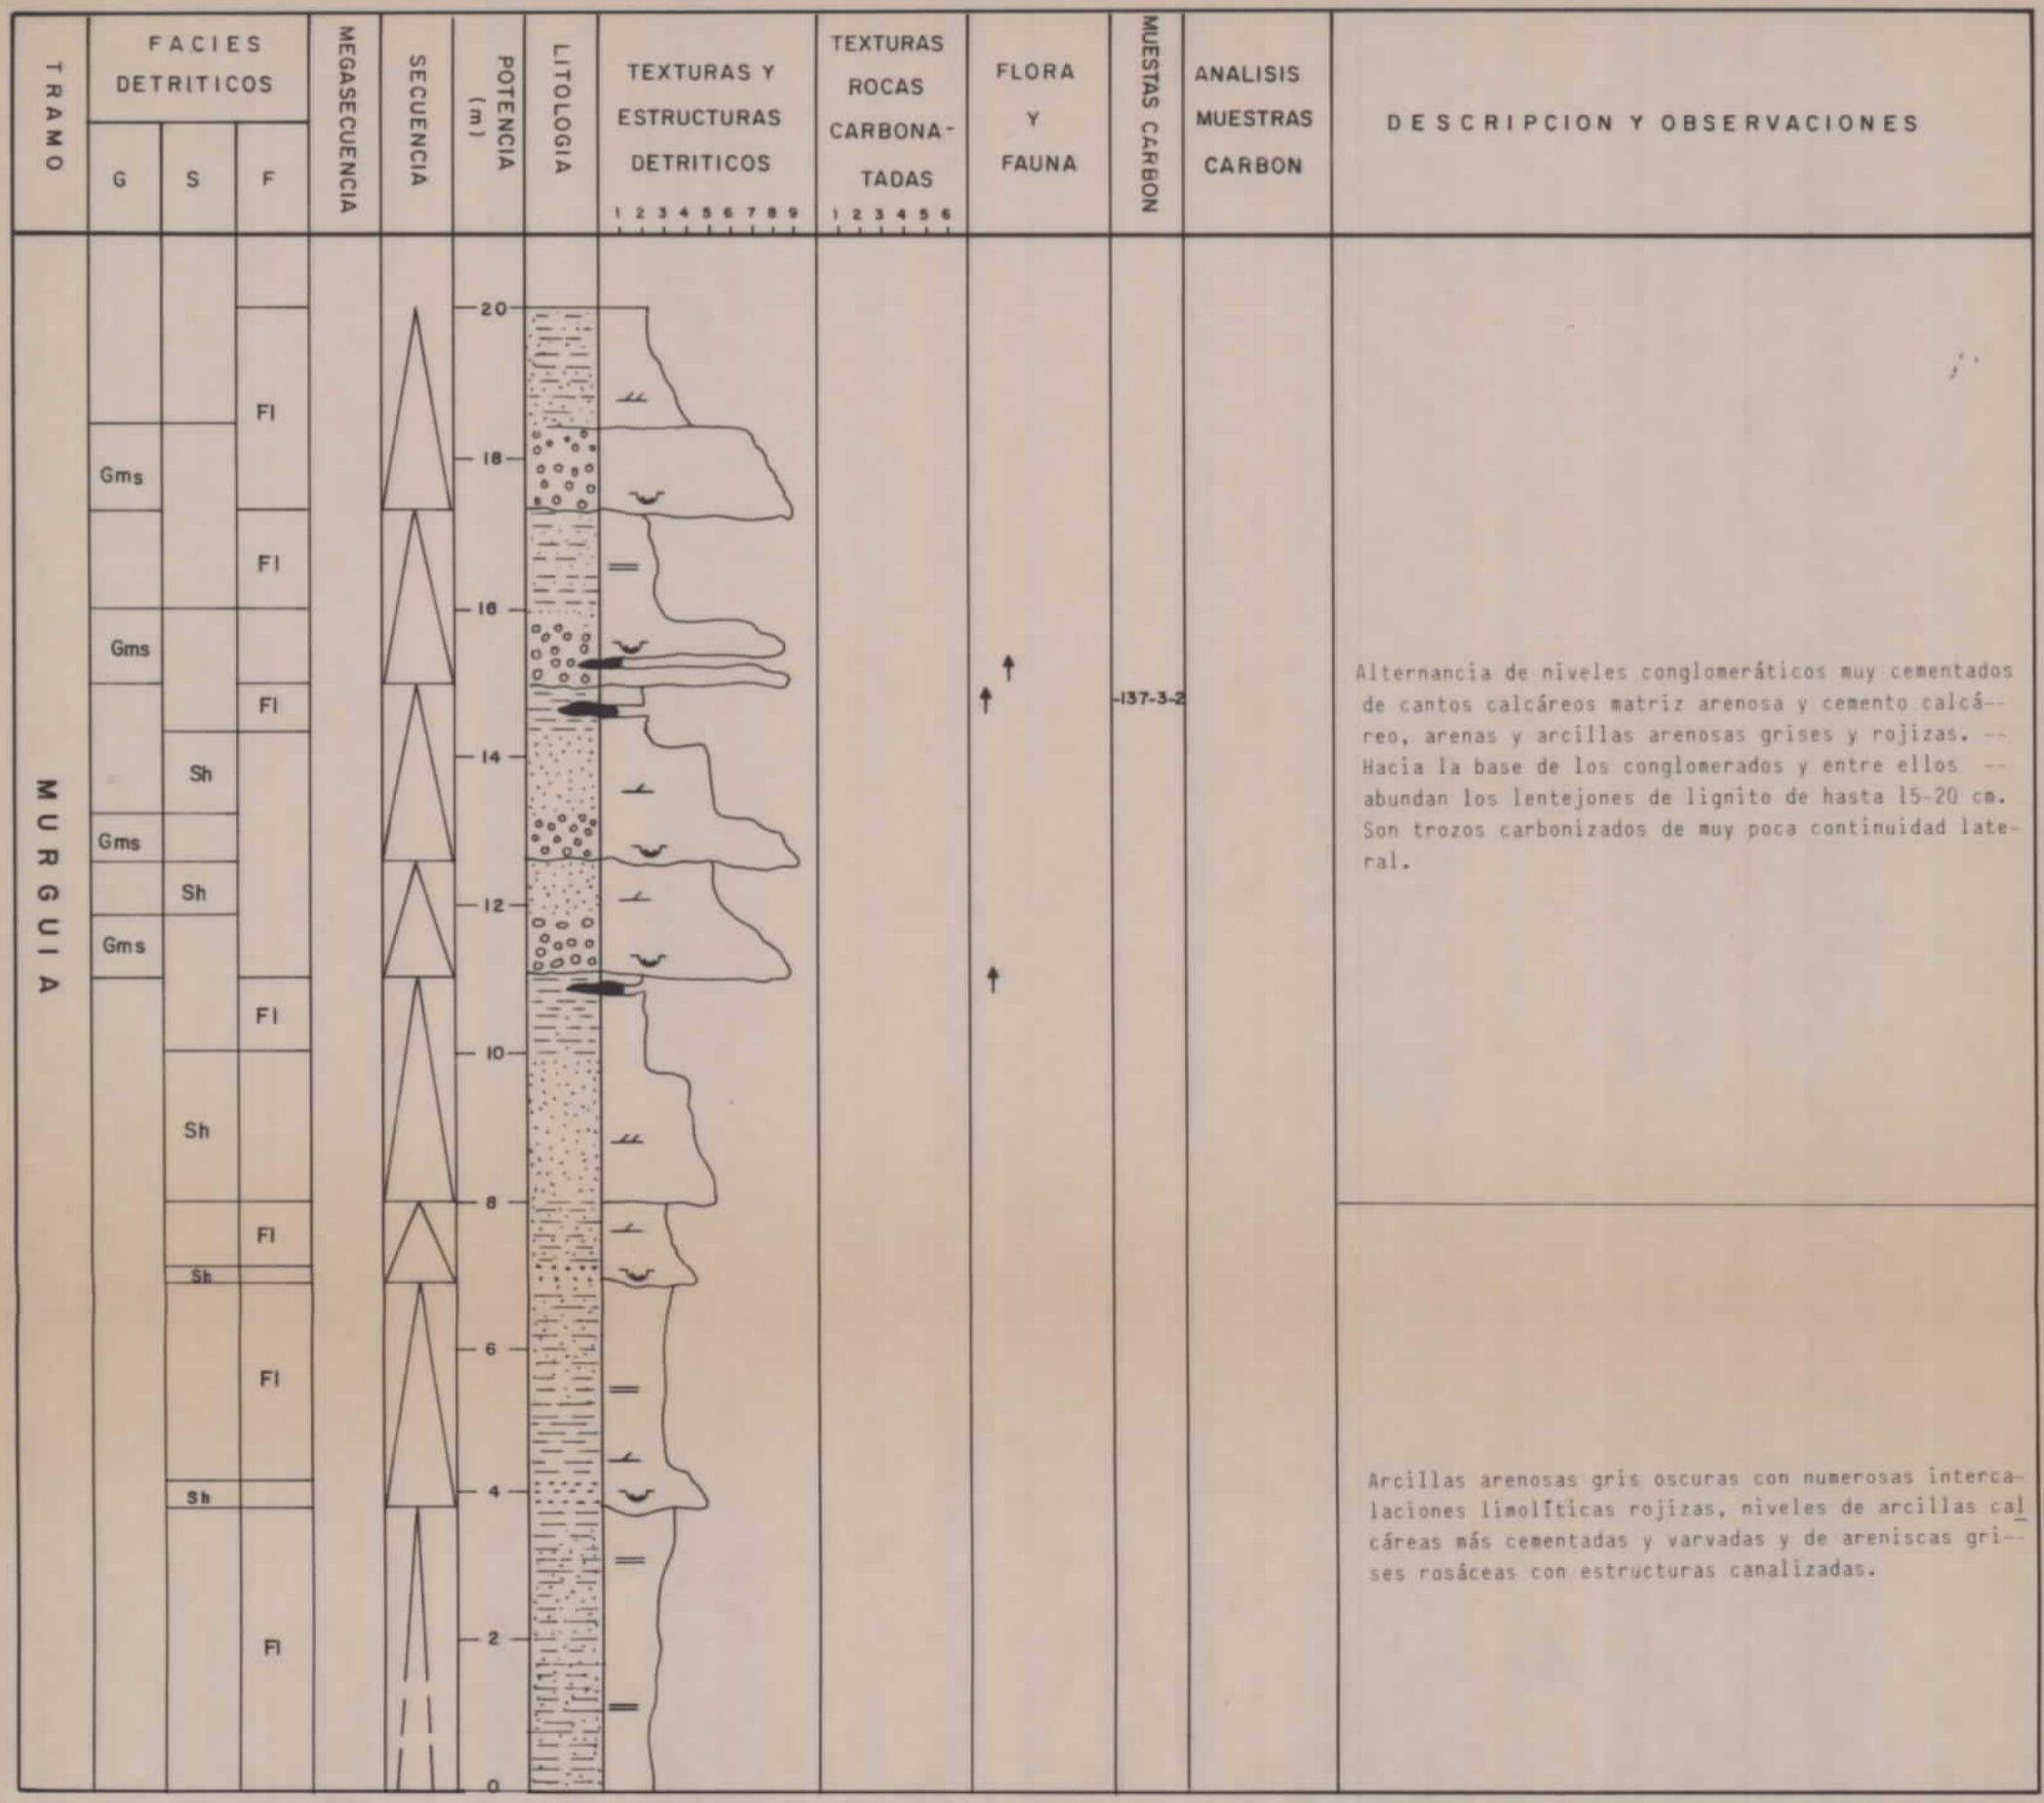 TRAMO
FACIES
DETRITICOS
G S F
MEGASECUENCIA
SECUENCIA
POTENCIA
(m)
LITOLOGIA
TEXTURAS Y
ESTRUCTURAS
DETRITICOS
1 2 3 4 5 6 7 8 9
TEXTURAS
ROCAS
CARBONA-
TADAS
1 2 3 4 5 6
FLORA
Y
FAUNA
MUESTAS CARBON
ANALISIS
MUESTRAS
CARBON
DESCRIPCION Y OBSERVACIONES
MURGUIA
20
Fl
18
Gms
Fl
16
Gms
Fl
137-3-2
14
Sh
Gms
Sh
12
Gms
Fl
10
Sh
8
Fl
Sh
6
Fl
4
Sh
2
Fl
0
Alternancia de niveles conglomeráticos muy cementados
de cantos calcáreos matriz arenosa y cemento calcá--
reo, arenas y arcillas arenosas grises y rojizas. --
Hacia la base de los conglomerados y entre ellos --
abundan los lentejones de lignito de hasta 15-20 cm.
Son trozos carbonizados de muy poca continuidad late-
ral.
Arcillas arenosas gris oscuras con numerosas interca-
laciones limolíticas rojizas, niveles de arcillas cal
cáreas más cementadas y varvadas y de areniscas gri--
ses rosáceas con estructuras canalizadas.